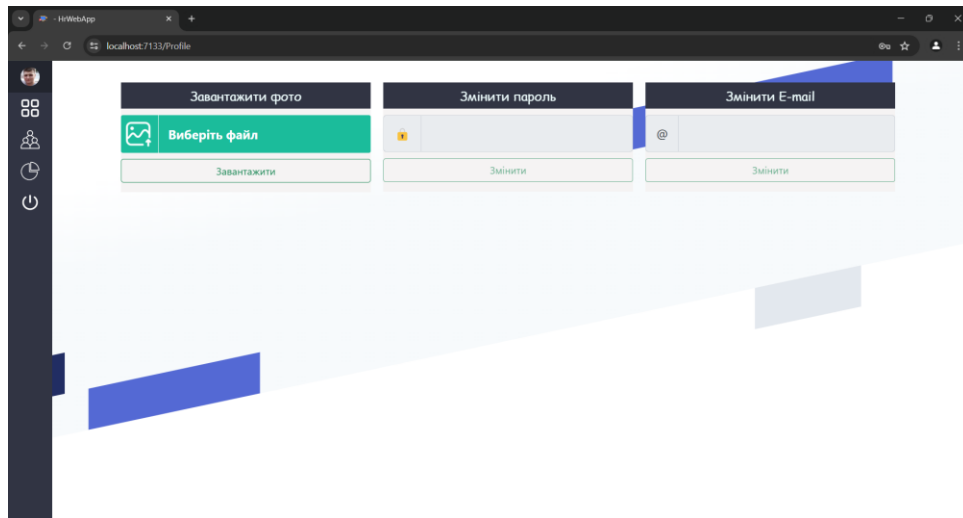 - HrWebApp
localhost:7133/Profile
Завантажити фото
Змінити пароль
Змінити E-mail
Виберіть файл
@
Завантажити
Змінити
Змінити